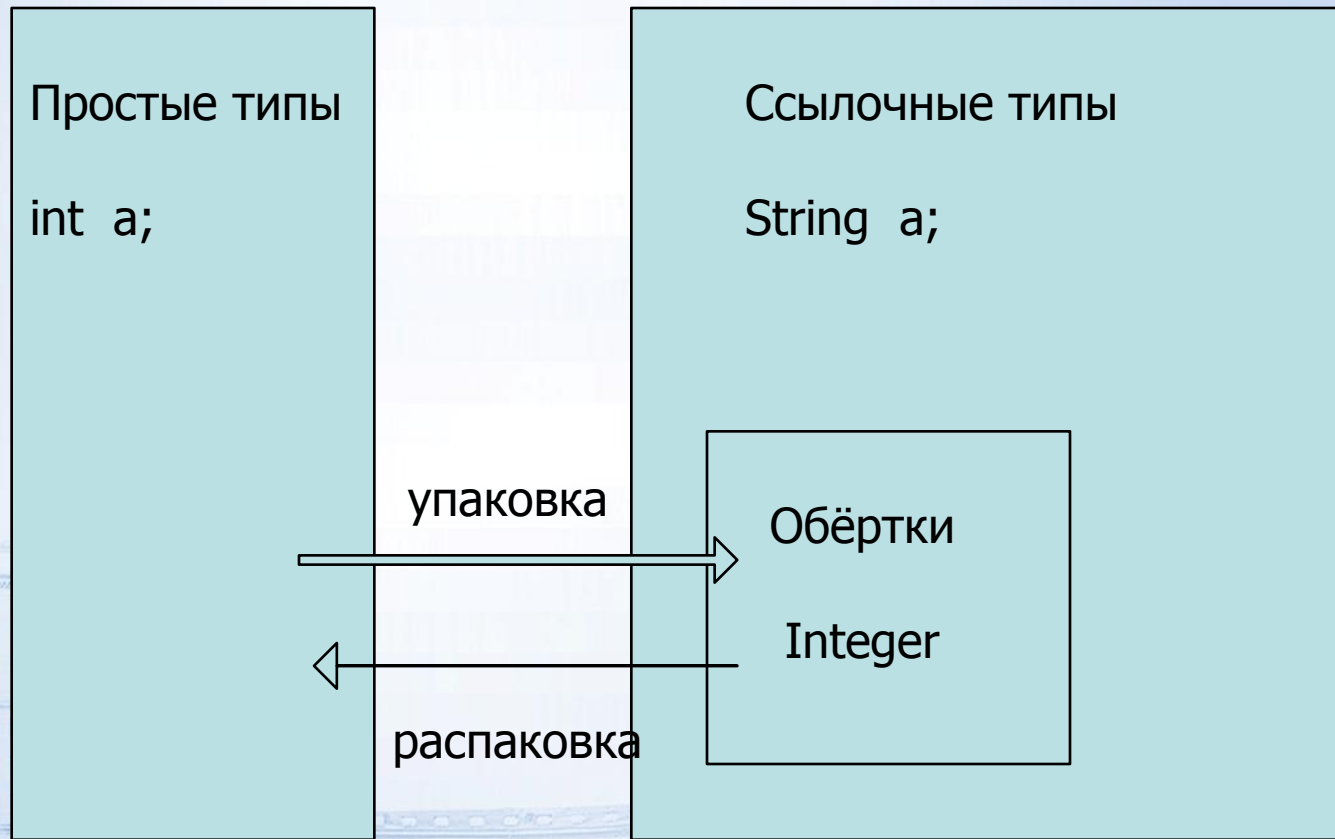 Простые типы
int a;
Ссылочные типы
String a;
упаковка
распаковка
Обёртки
Integer